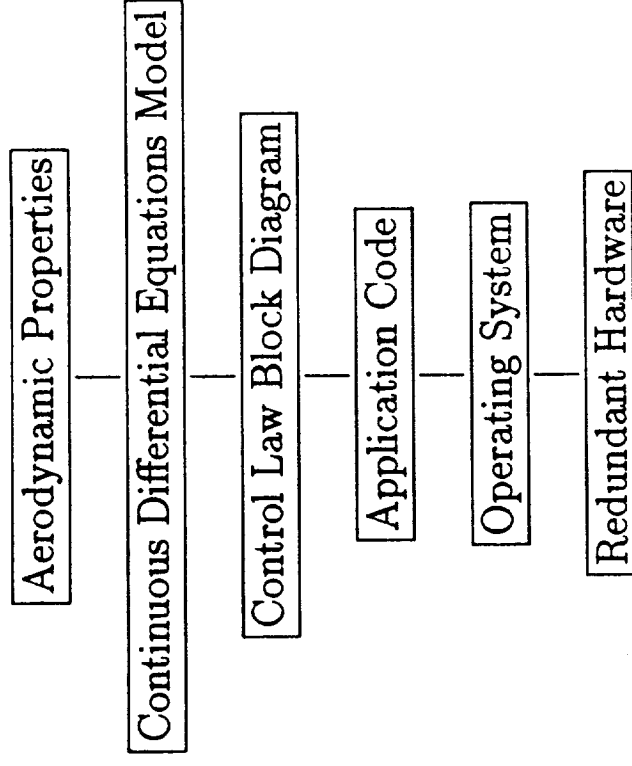 Aerodynamic Properties
Continuous Differential Equations Model
Control Law Block Diagram
Application Code
Operating System
Redundant Hardware